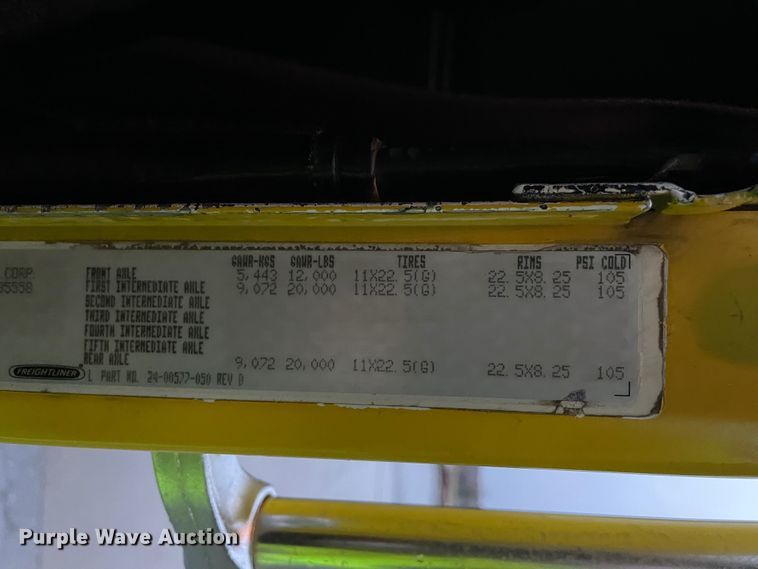 GAWR-KGS GAWR-LBS TIRES RIMS PSI COLD
CORP. FRONT AXLE 5,443 12,000 11X22.5(G) 22.5X8.25 105
FIRST INTERMEDIATE AXLE 9,072 20,000 11X22.5(G) 22.5X8.25 105
SECOND INTERMEDIATE AXLE
THIRD INTERMEDIATE AXLE
FOURTH INTERMEDIATE AXLE
FIFTH INTERMEDIATE AXLE
REAR AXLE 9,072 20,000 11X22.5(G) 22.5X8.25 105
FREIGHTLINER L PART NO. 24-00577-050 REV D
Purple Wave Auction